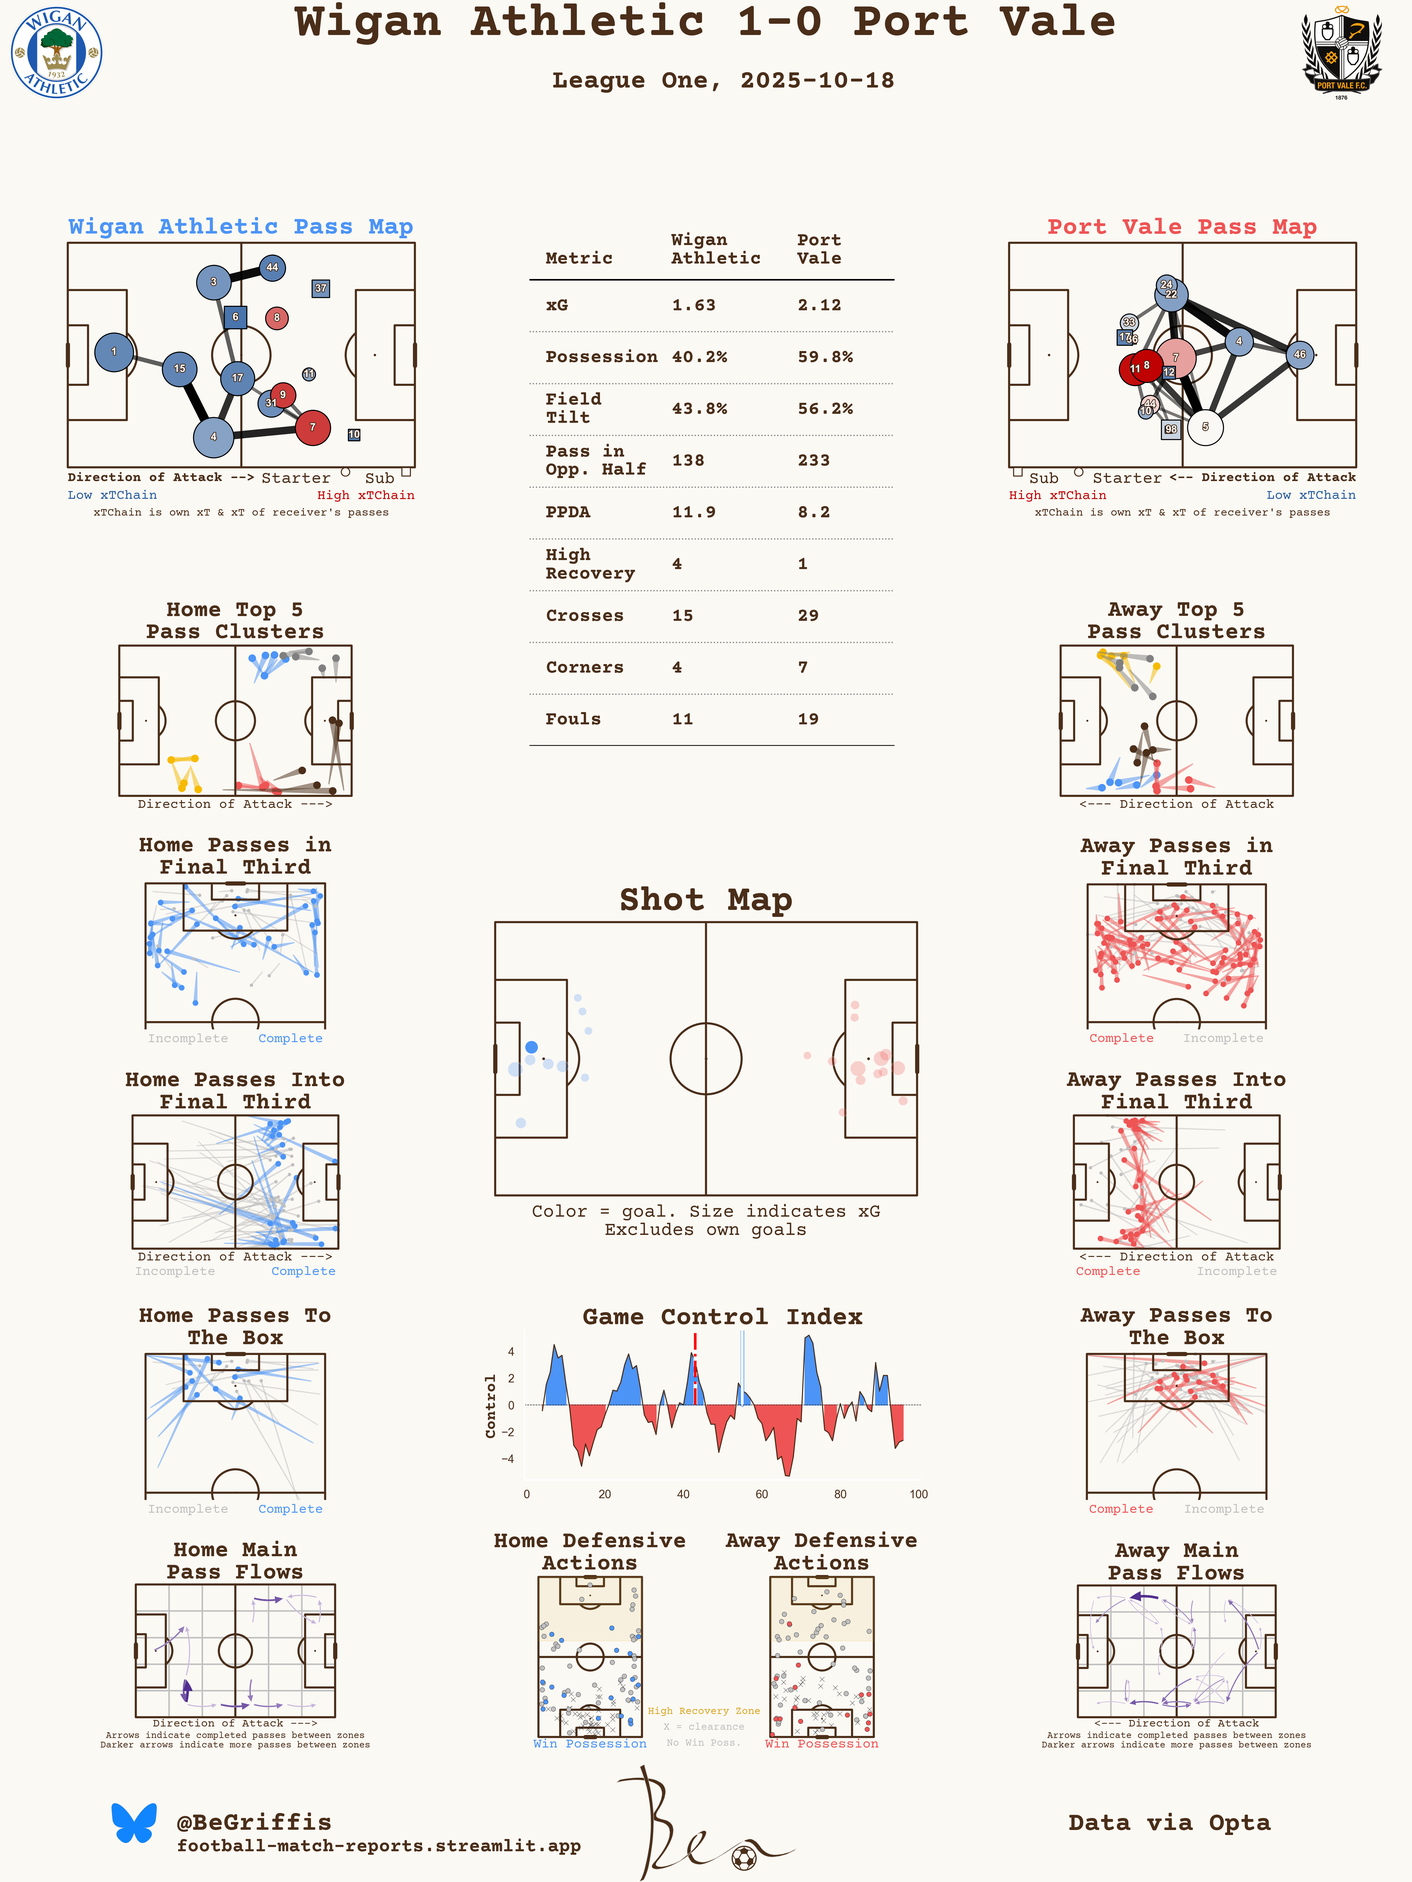 Wigan Athletic 1-0 Port Vale
League One, 2025-10-18
WIGAN
ATHLETIC
1932
PORT VALE F.C.
1876
Wigan Athletic Pass Map
1
15
3
44
37
6
8
17
11
31
9
7
4
10
Direction of Attack --> Starter Sub
Low xTChain High xTChain
xTChain is own xT & xT of receiver's passes
Metric Wigan Athletic Port Vale
xG 1.63 2.12
Possession 40.2% 59.8%
Field Tilt 43.8% 56.2%
Pass in Opp. Half 138 233
PPDA 11.9 8.2
High Recovery 4 1
Crosses 15 29
Corners 4 7
Fouls 11 19
Port Vale Pass Map
24
22
33
17
4
46
7
11
8
12
44
10
98
5
Sub Starter <-- Direction of Attack
High xTChain Low xTChain
xTChain is own xT & xT of receiver's passes
Home Top 5
Pass Clusters
Direction of Attack --->
Away Top 5
Pass Clusters
<--- Direction of Attack
Home Passes in
Final Third
Incomplete Complete
Away Passes in
Final Third
Complete Incomplete
Shot Map
Color = goal. Size indicates xG
Excludes own goals
Home Passes Into
Final Third
Direction of Attack --->
Incomplete Complete
Away Passes Into
Final Third
<--- Direction of Attack
Complete Incomplete
Home Passes To
The Box
Incomplete Complete
Game Control Index
Control
4
2
0
−2
−4
0 20 40 60 80 100
Away Passes To
The Box
Complete Incomplete
Home Main
Pass Flows
Direction of Attack --->
Arrows indicate completed passes between zones
Darker arrows indicate more passes between zones
Home Defensive
Actions
Win Possession
Away Defensive
Actions
Win Possession
High Recovery Zone
X = clearance
No Win Poss.
Away Main
Pass Flows
<--- Direction of Attack
Arrows indicate completed passes between zones
Darker arrows indicate more passes between zones
@BeGriffis
football-match-reports.streamlit.app
Ben
Data via Opta